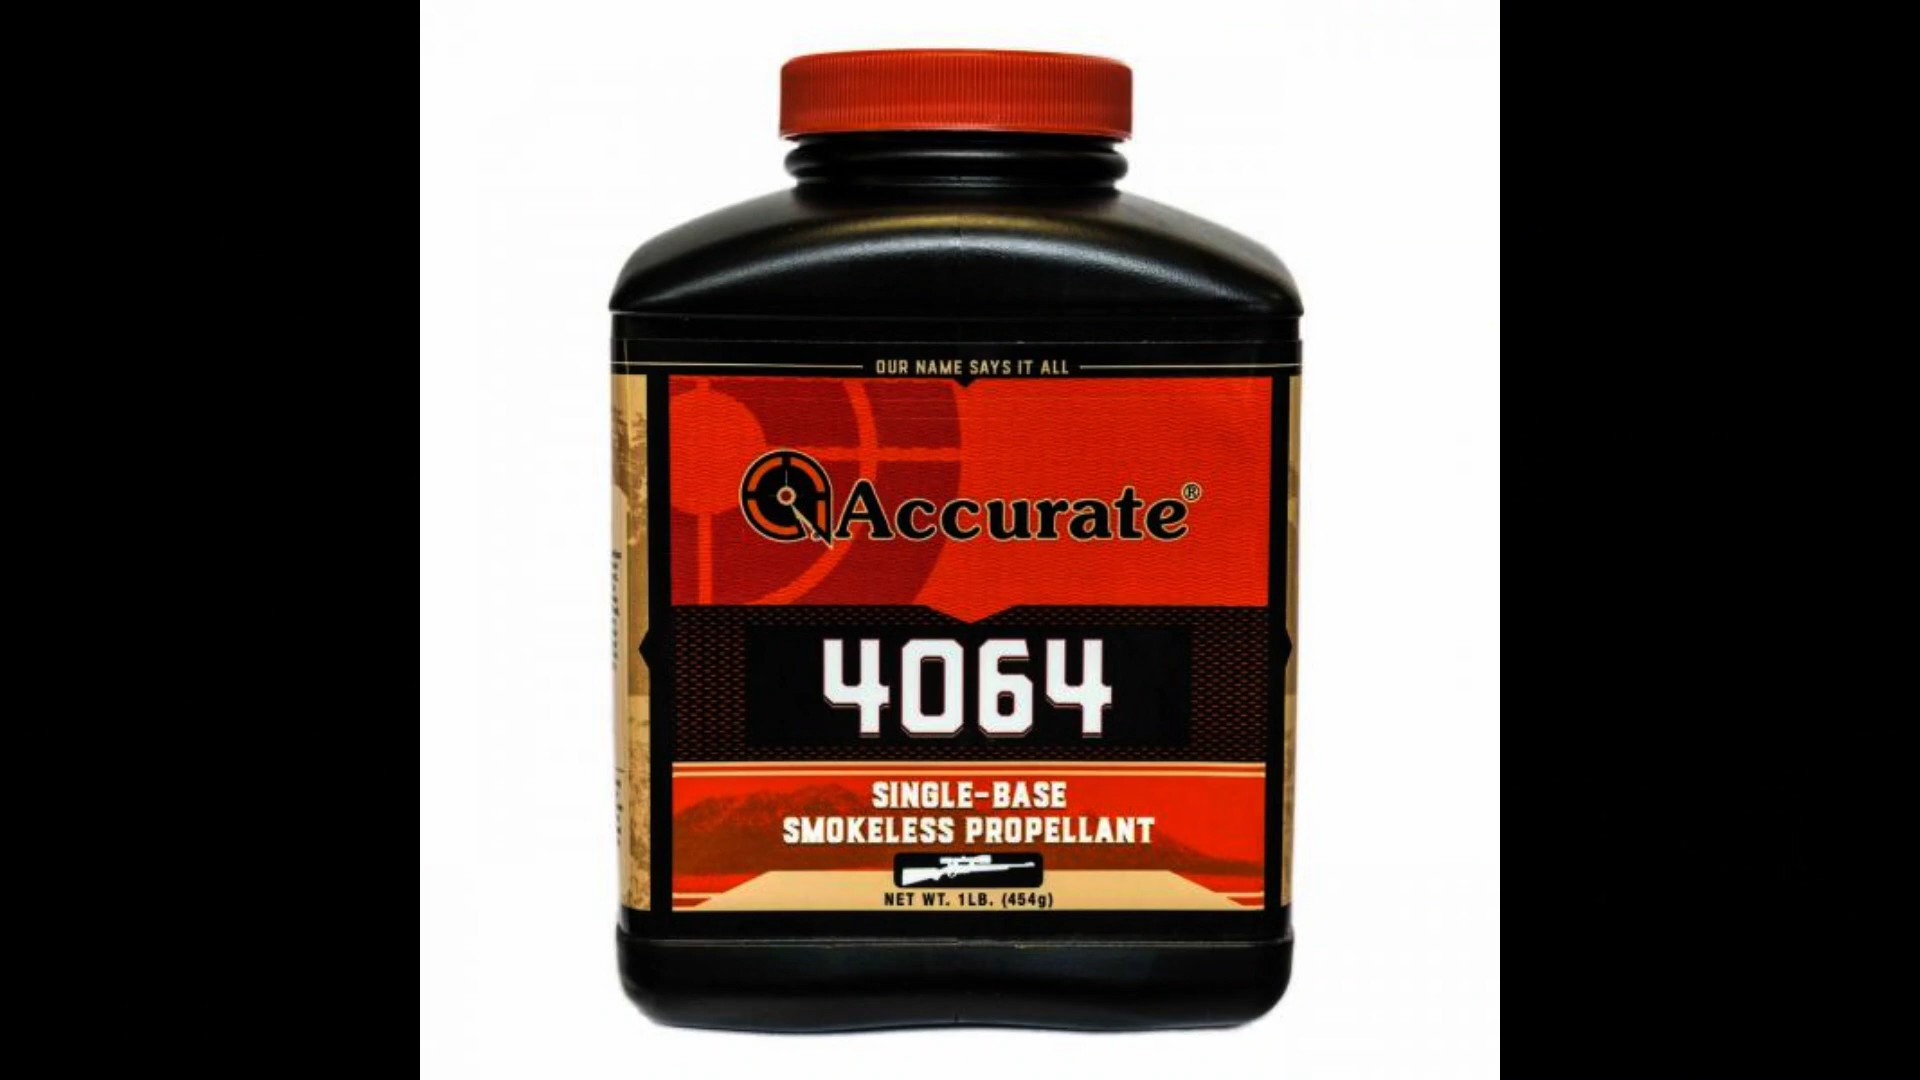 OUR NAME SAYS IT ALL
Accurate®
4064
SINGLE-BASE
SMOKELESS PROPELLANT
NET WT. 1LB. (454g)